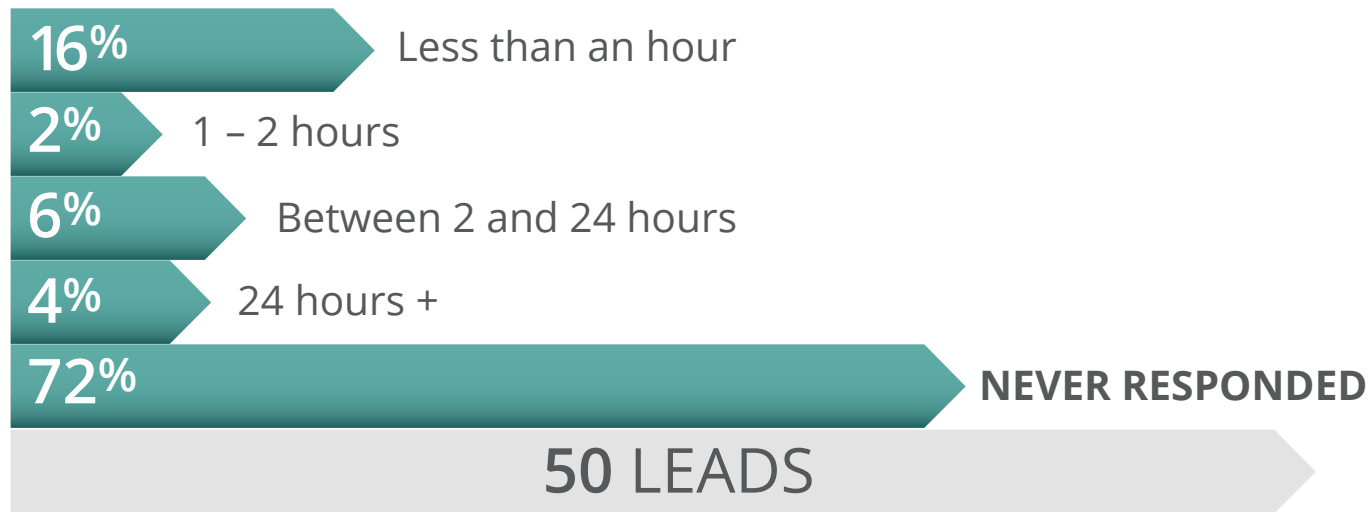 16% Less than an hour
2% 1 – 2 hours
6% Between 2 and 24 hours
4% 24 hours +
72% NEVER RESPONDED
50 LEADS